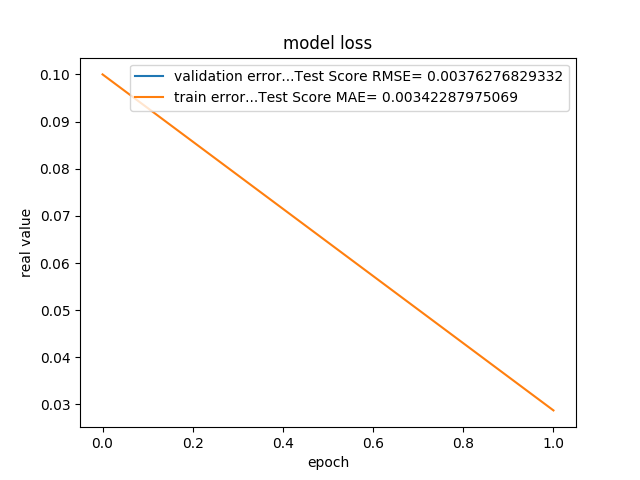 model loss
validation error...Test Score RMSE= 0.00376276829332
train error...Test Score MAE= 0.00342287975069
real value
0.10
0.09
0.08
0.07
0.06
0.05
0.04
0.03
0.0 0.2 0.4 0.6 0.8 1.0
epoch